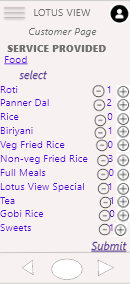 LOTUS VIEW
Customer Page
SERVICE PROVIDED
Food
select
Roti 1
Panner Dal 2
Rice 0
Biriyani 1
Veg Fried Rice 0
Non-veg Fried Rice 3
Full Meals 0
Lotus View Special 1
Tea 0
Gobi Rice 0
Sweets 1
Submit